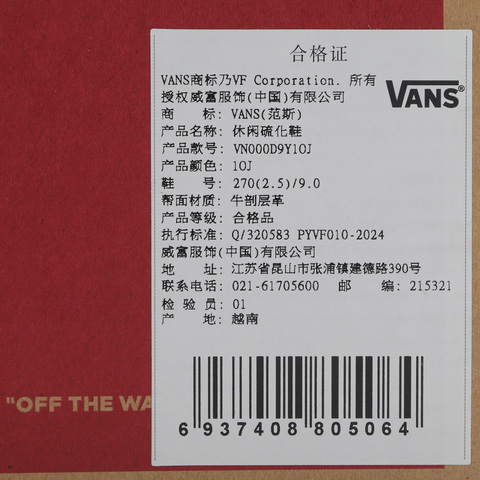 合格证
VANS商标乃VF Corporation. 所有
授权威富服饰(中国)有限公司
VANS®
商 标: VANS(范斯)
产品名称: 休闲硫化鞋
产品款号: VN000D9Y1OJ
产品颜色: 1OJ
鞋 号: 270(2.5)/9.0
帮面材质: 牛剖层革
产品等级: 合格品
执行标准: Q/320583 PYVF010-2024
威富服饰(中国)有限公司
地 址: 江苏省昆山市张浦镇建德路390号
联系电话: 021-61705600 邮 编: 215321
检 验 员: 01
产 地: 越南
"OFF THE WA
6 937408 805064